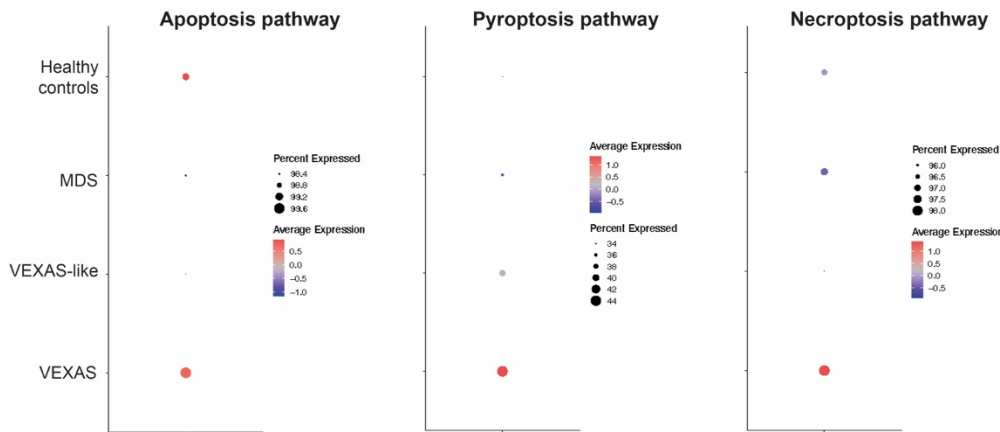 Apoptosis pathway
Pyroptosis pathway
Necroptosis pathway
Healthy
controls
MDS
VEXAS-like
VEXAS
Percent Expressed
98.4
98.8
99.2
99.6
Average Expression
0.5
0.0
−0.5
−1.0
Average Expression
1.0
0.5
0.0
−0.5
Percent Expressed
34
36
38
40
42
44
Percent Expressed
96.0
96.5
97.0
97.5
98.0
Average Expression
1.0
0.5
0.0
−0.5